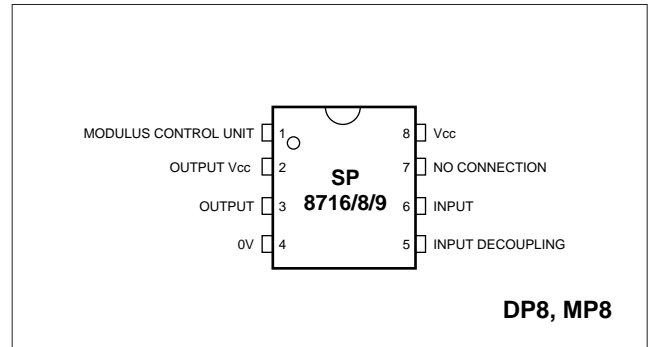 MODULUS CONTROL UNIT 1 8 Vcc
OUTPUT Vcc 2 7 NO CONNECTION
SP
8716/8/9
OUTPUT 3 6 INPUT
0V 4 5 INPUT DECOUPLING
DP8, MP8